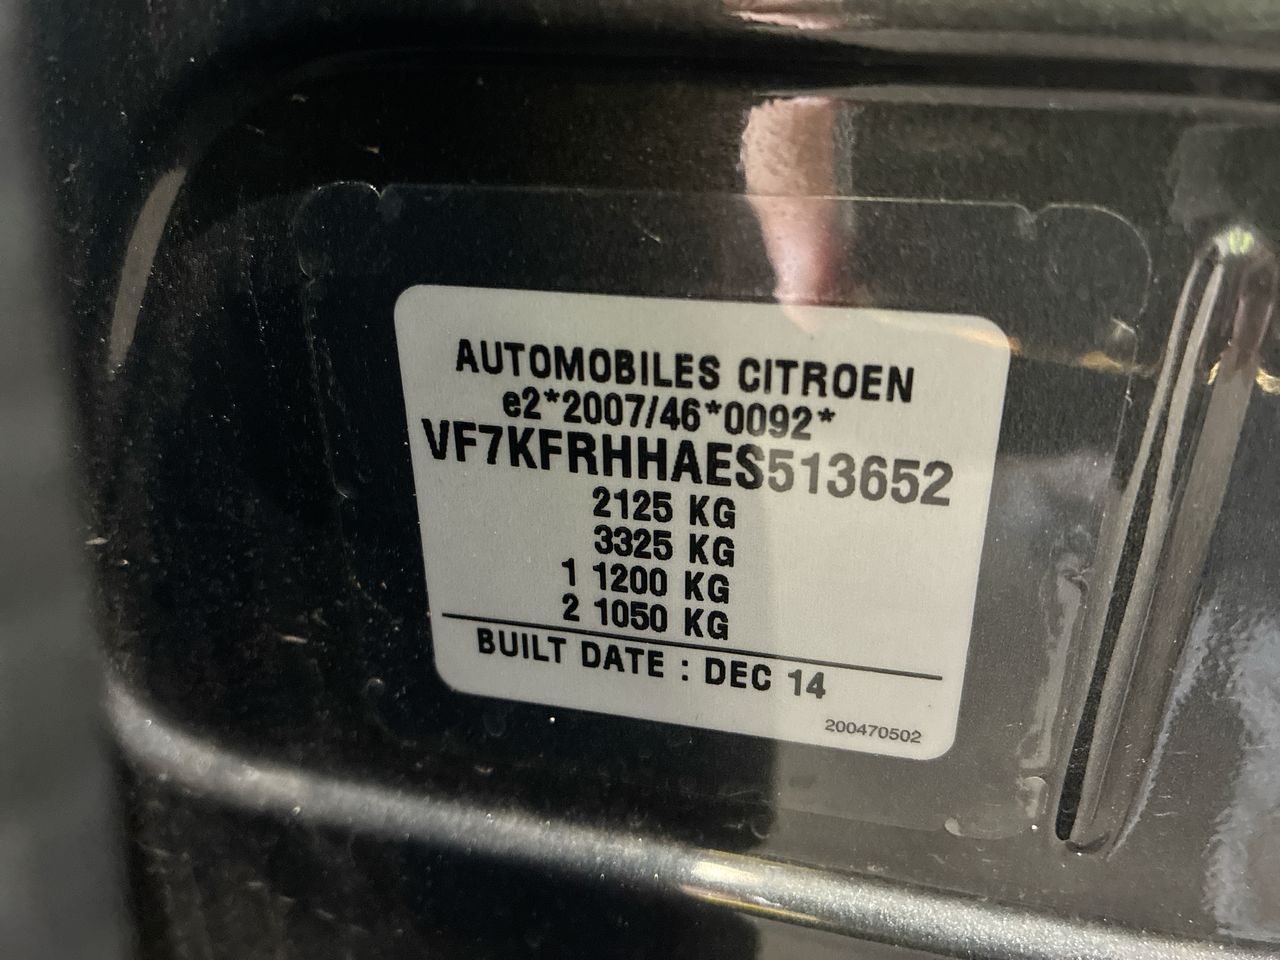 AUTOMOBILES CITROEN
e2*2007/46*0092*
VF7KFRHHAES513652
2125 KG
3325 KG
1 1200 KG
2 1050 KG
BUILT DATE : DEC 14
200470502